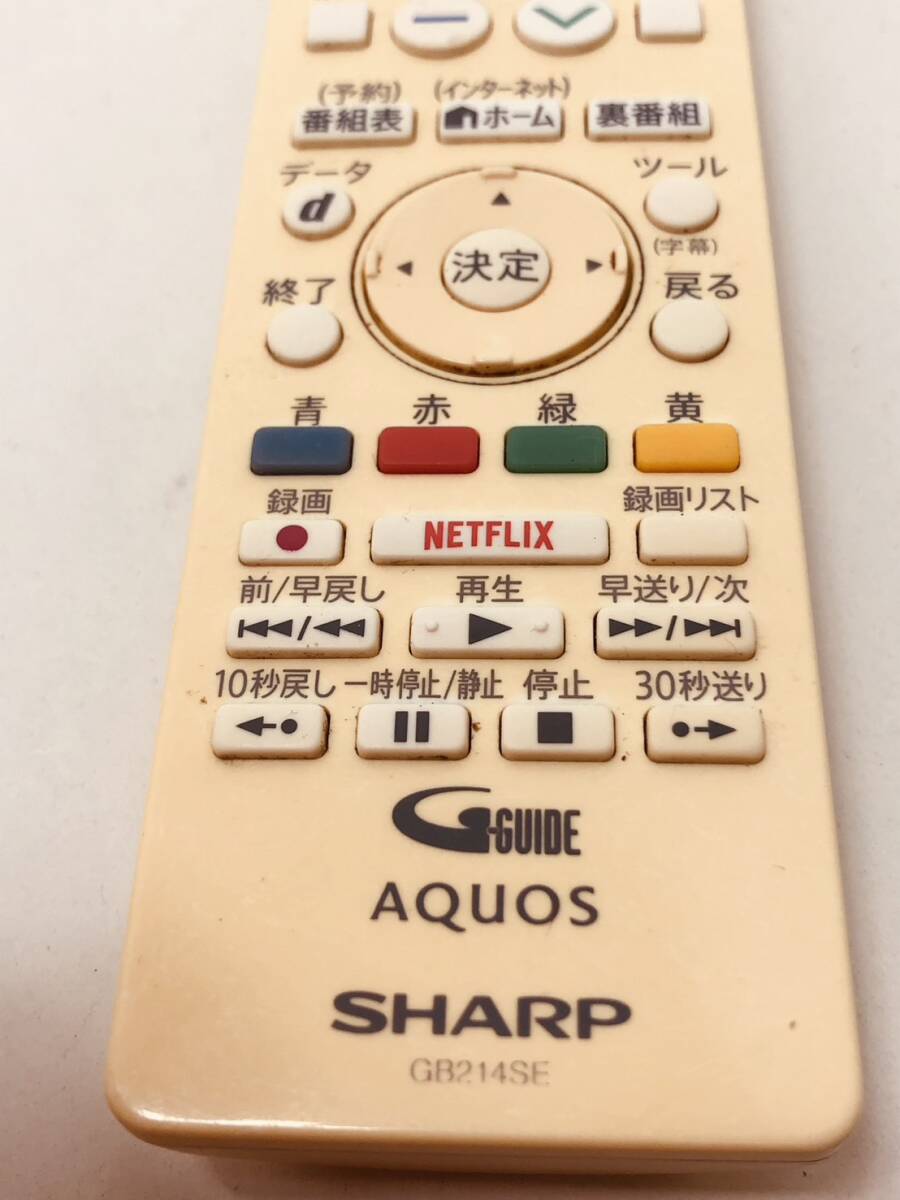 (予約) (インターネット)
番組表 ホーム 裏番組
データ ツール
d
(字幕)
決定
終了 戻る
青 赤 緑 黄
録画 録画リスト
NETFLIX
前/早戻し 再生 早送り/次
10秒戻し 一時停止/静止 停止 30秒送り
G-GUIDE
AQUOS
SHARP
GB214SE